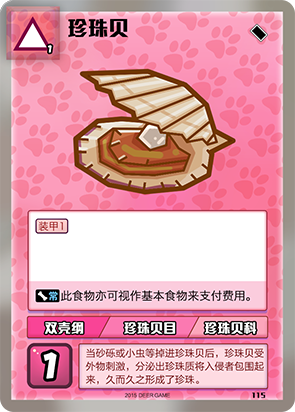 珍珠贝
1
装甲1
常此食物亦可视作基本食物来支付费用。
双壳纲 珍珠贝目 珍珠贝科
1
当砂砾或小虫等掉进珍珠贝后，珍珠贝受
外物刺激，分泌出珍珠质将入侵者包围起
来，久而久之形成了珍珠。
2015 DEER GAME
115